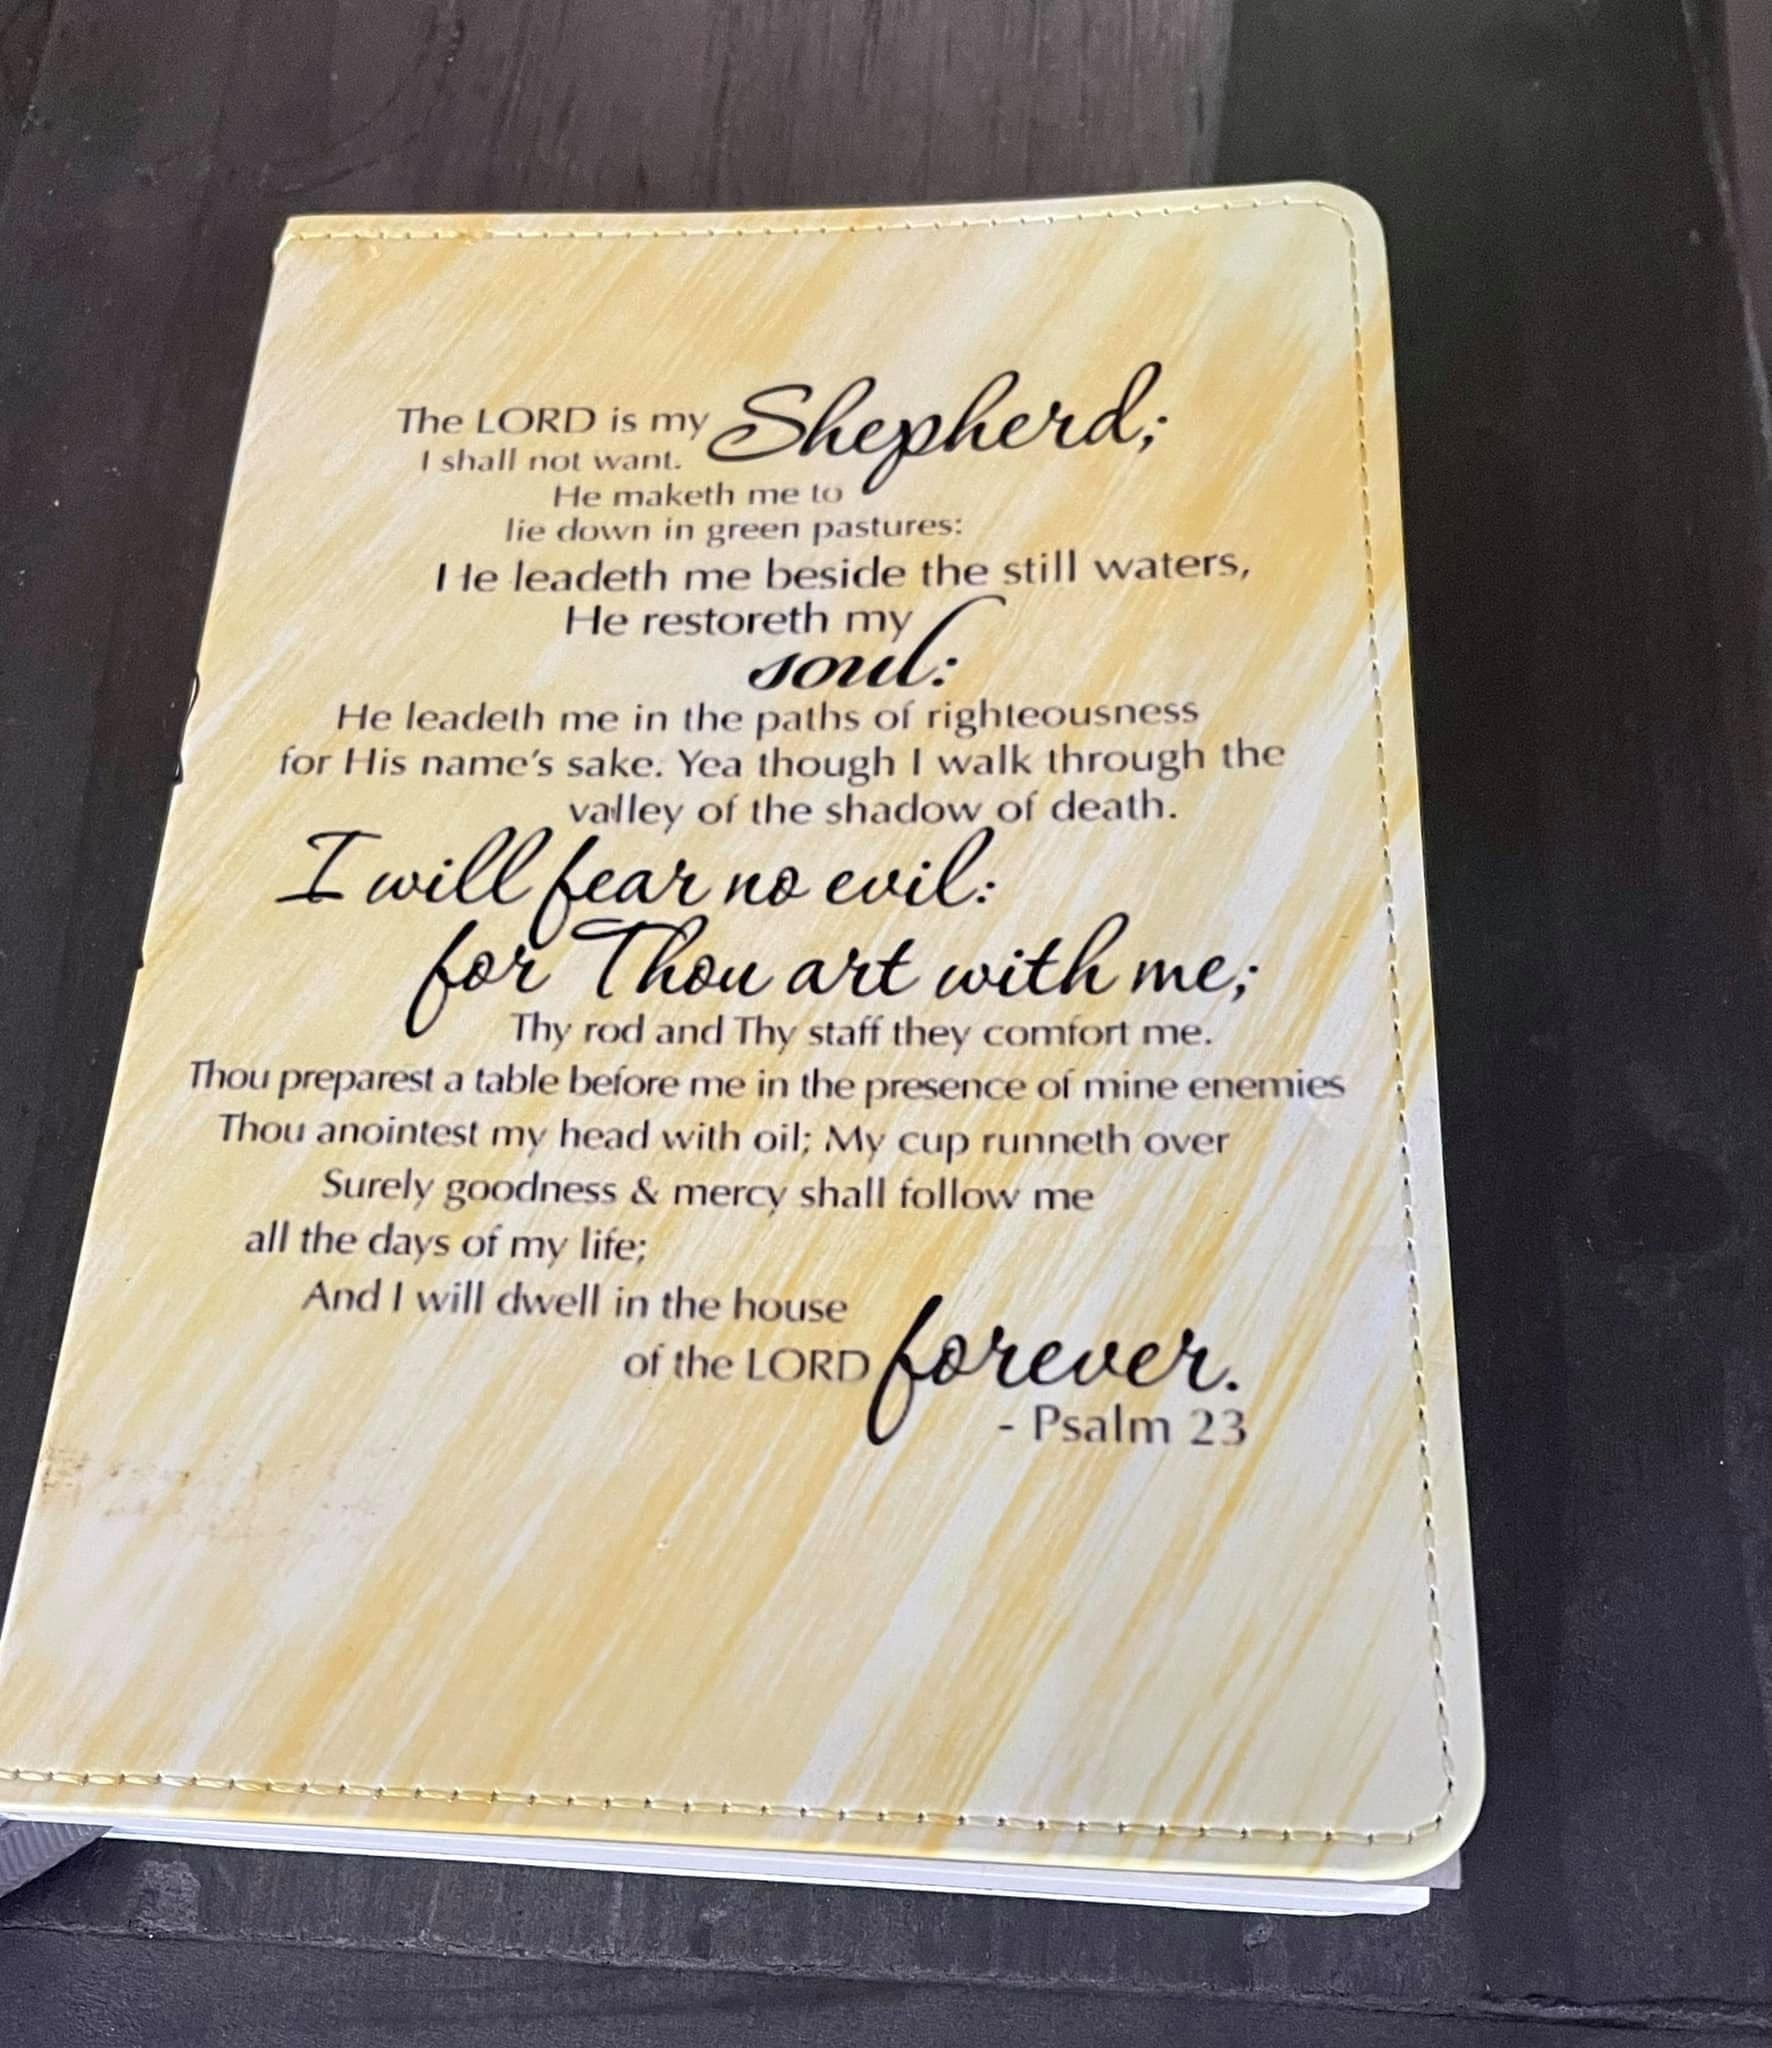 The LORD is my Shepherd;
I shall not want.
He maketh me to
lie down in green pastures:
He leadeth me beside the still waters,
He restoreth my
soul:
He leadeth me in the paths of righteousness
for His name's sake. Yea though I walk through the
valley of the shadow of death.
I will fear no evil:
for Thou art with me;
Thy rod and Thy staff they comfort me.
Thou preparest a table before me in the presence of mine enemies
Thou anointest my head with oil; My cup runneth over
Surely goodness & mercy shall follow me
all the days of my life;
And I will dwell in the house
of the LORD forever.
- Psalm 23